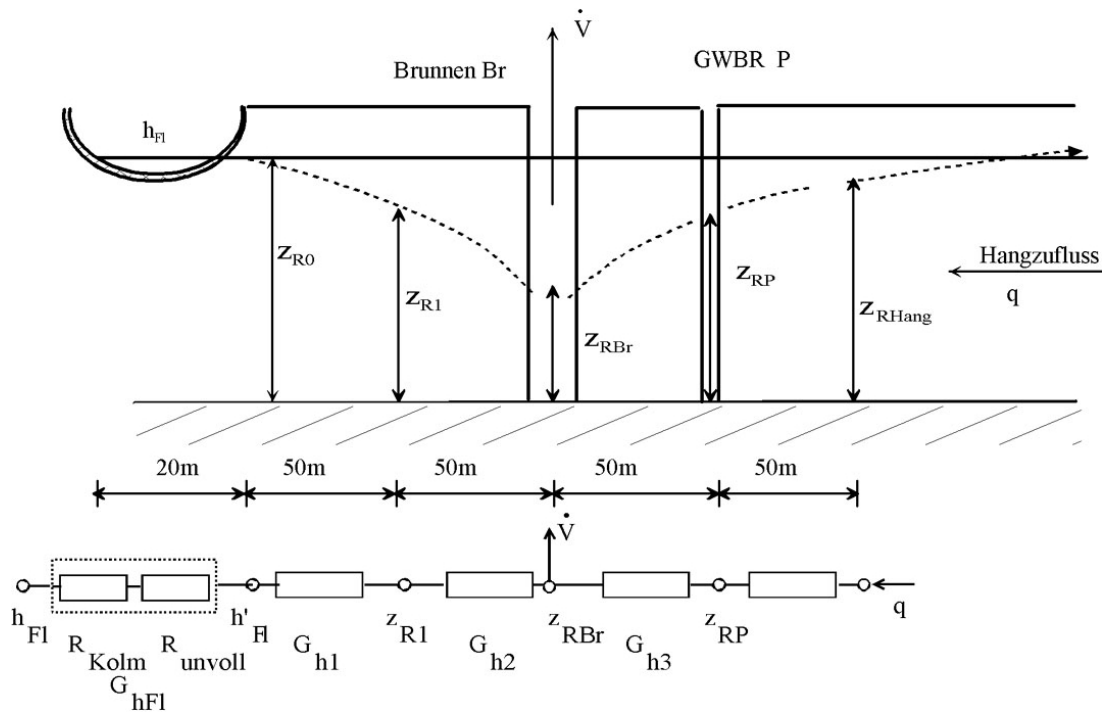 V̇
Brunnen Br
GWBR P
h_Fl
z_R0
z_R1
z_RBr
z_RP
z_RHang
Hangzufluss
q
20m 50m 50m 50m 50m
V̇
h_Fl h'_Fl z_R1 z_RBr z_RP q
R_Kolm R_unvoll G_h1 G_h2 G_h3
G_hFl